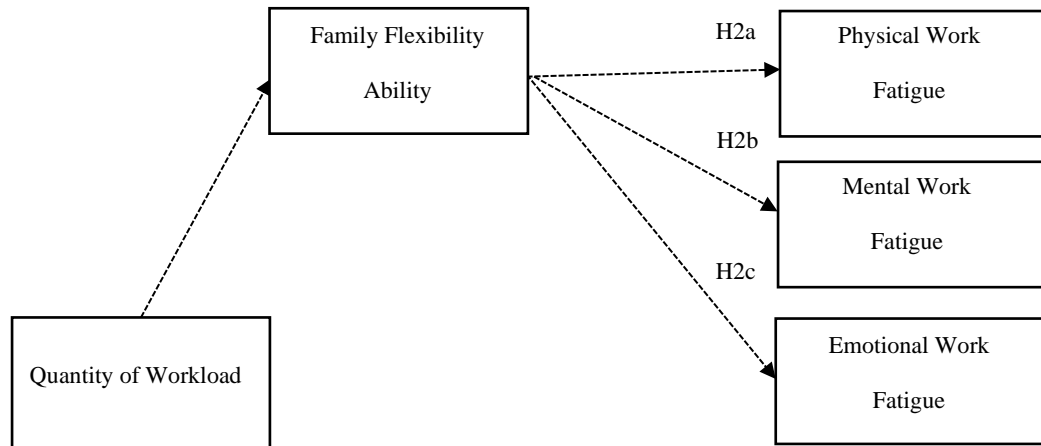 Family Flexibility
Ability
H2a
Physical Work
Fatigue
H2b
Mental Work
Fatigue
H2c
Emotional Work
Fatigue
Quantity of Workload